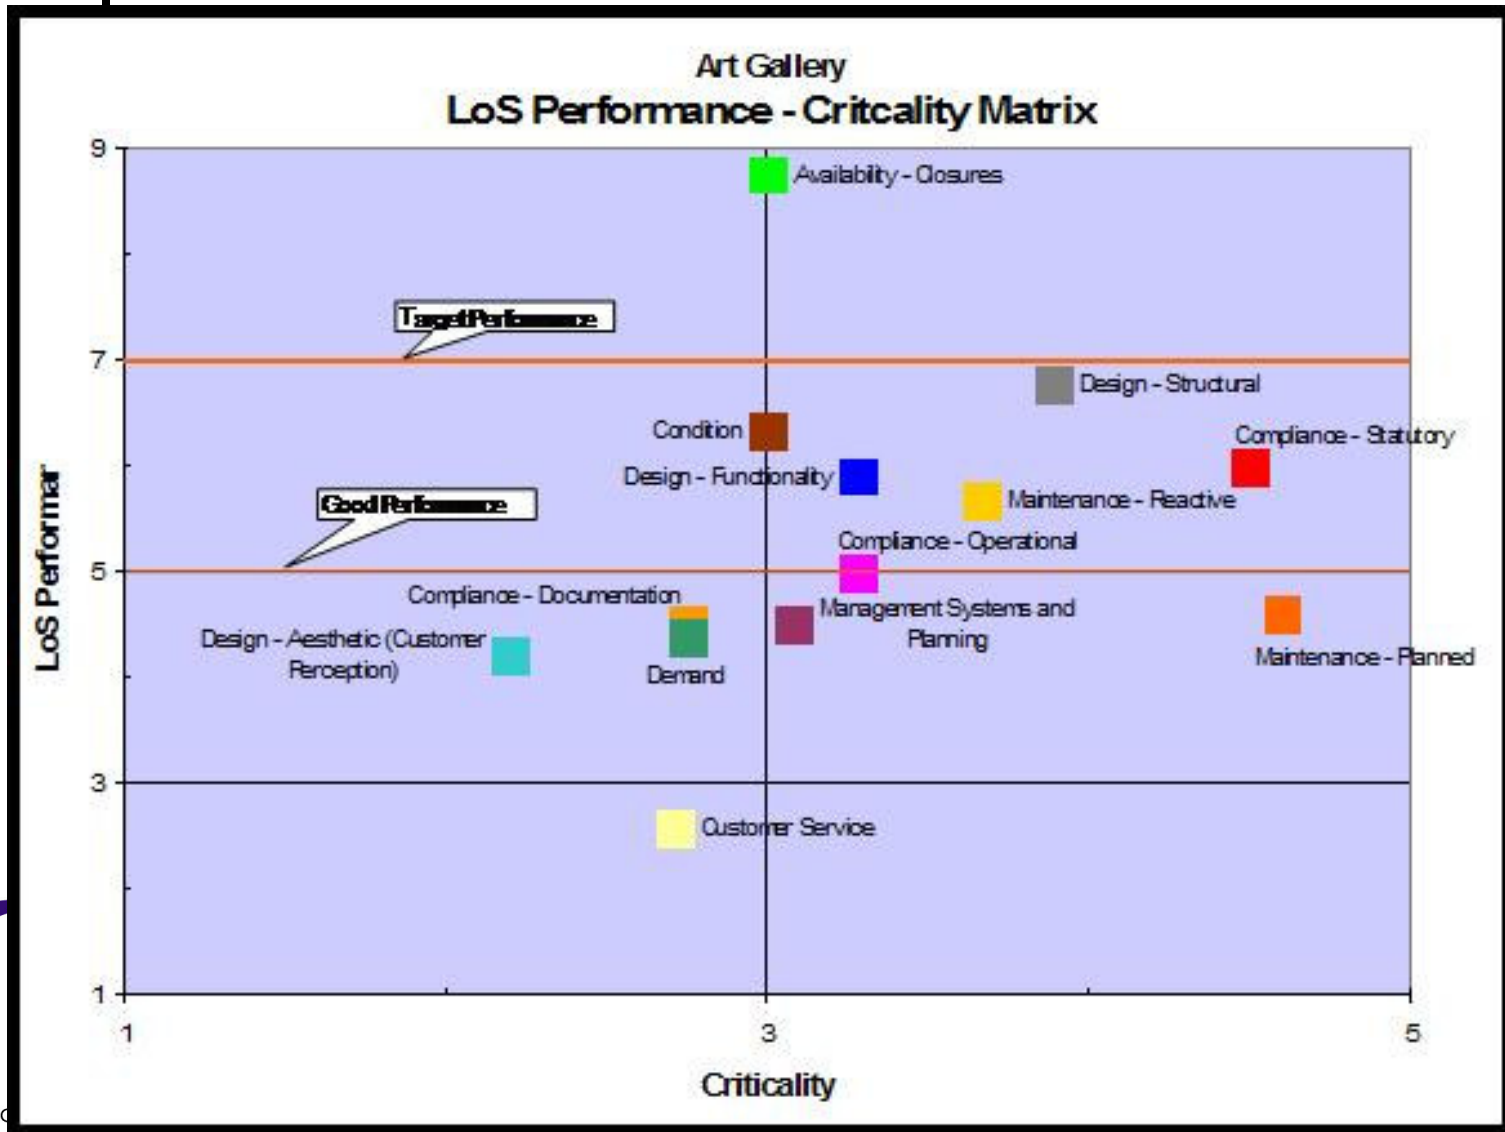 Art Gallery
LoS Performance - Critcality Matrix
9
Availability - Closures
Target Performance
7
Design - Structural
Condition
Compliance - Statutory
Design - Functionality
Maintenance - Reactive
Good Performance
Compliance - Operational
5
Compliance - Documentation
Management Systems and
Planning
Design - Aesthetic (Customer
Perception)
Demand
Maintenance - Planned
LoS Performar
3
Customer Service
1
1
3
5
Criticality